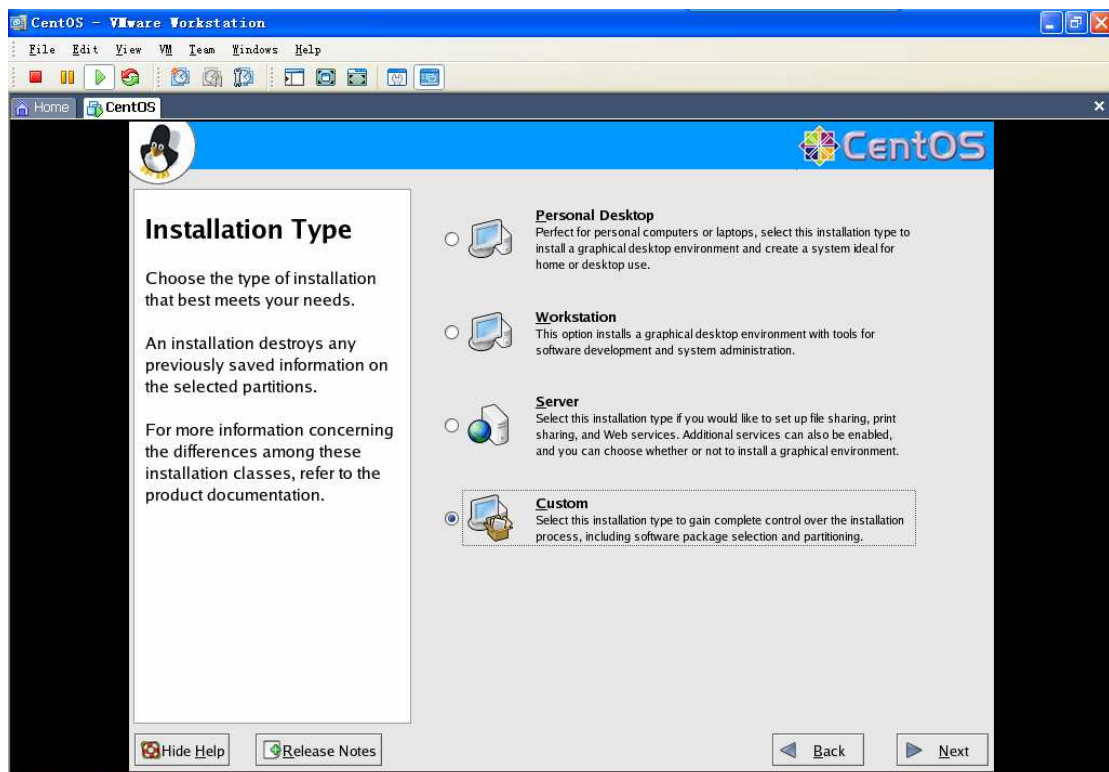 CentOS - VMware Workstation
File Edit View VM Team Windows Help
Home CentOS
CentOS
Installation Type
Choose the type of installation
that best meets your needs.
An installation destroys any
previously saved information on
the selected partitions.
For more information concerning
the differences among these
installation classes, refer to the
product documentation.
Personal Desktop
Perfect for personal computers or laptops, select this installation type to
install a graphical desktop environment and create a system ideal for
home or desktop use.
Workstation
This option installs a graphical desktop environment with tools for
software development and system administration.
Server
Select this installation type if you would like to set up file sharing, print
sharing, and Web services. Additional services can also be enabled,
and you can choose whether or not to install a graphical environment.
Custom
Select this installation type to gain complete control over the installation
process, including software package selection and partitioning.
Hide Help Release Notes Back Next